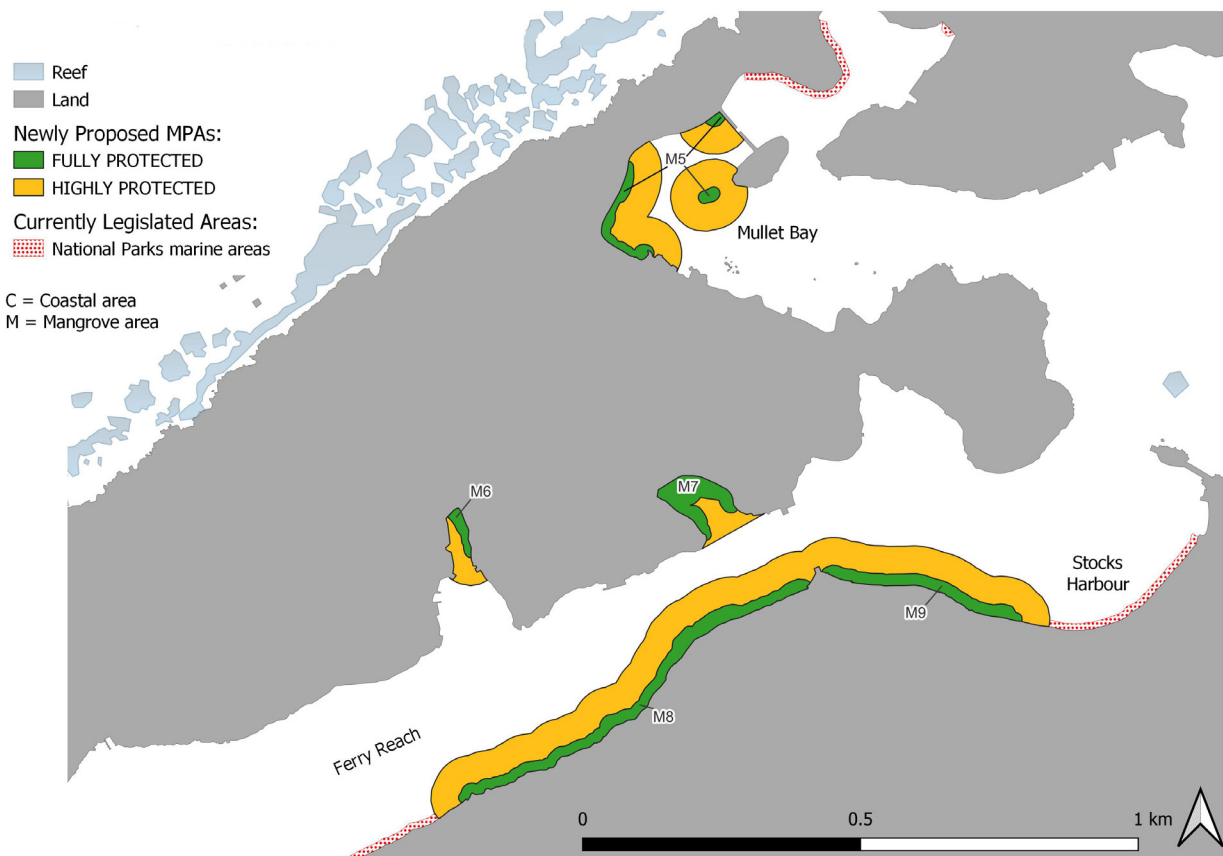 Reef
Land
Newly Proposed MPAs:
FULLY PROTECTED
HIGHLY PROTECTED
Currently Legislated Areas:
National Parks marine areas
C = Coastal area
M = Mangrove area
M5
Mullet Bay
M6
M7
Stocks
Harbour
M9
M8
Ferry Reach
0
0.5
1 km